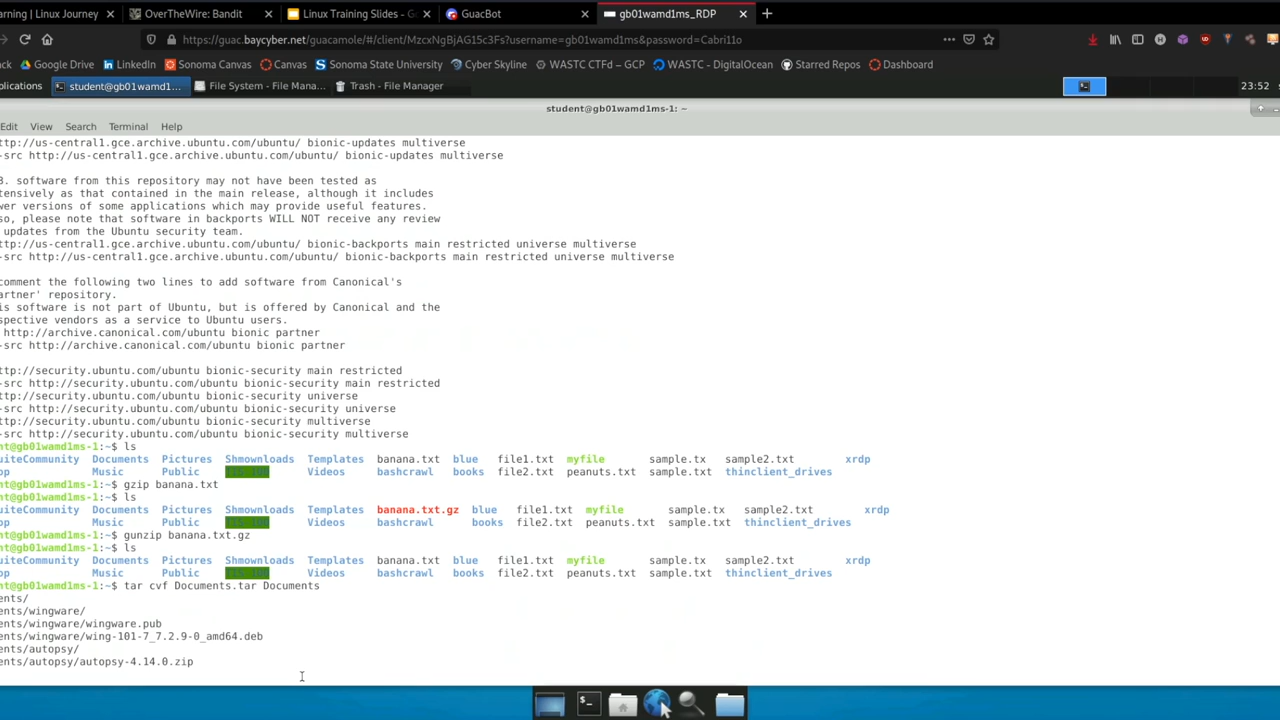 arning | Linux Journey
OverTheWire: Bandit
Linux Training Slides - Go
GuacBot
gb01wamd1ms_RDP
https://guac.baycyber.net/guacamole/#/client/MzcxNgBjAG15c3Fs?username=gb01wamd1ms&password=Cabri11o
ck
Google Drive
LinkedIn
Sonoma Canvas
Canvas
Sonoma State University
Cyber Skyline
WASTC CTFd – GCP
WASTC - DigitalOcean
Starred Repos
Dashboard
plications
student@gb01wamd1...
File System - File Mana...
Trash - File Manager
23:52
student@gb01wamd1ms-1: ~
Edit View Search Terminal Help
ttp://us-central1.gce.archive.ubuntu.com/ubuntu/ bionic-updates multiverse
-src http://us-central1.gce.archive.ubuntu.com/ubuntu/ bionic-updates multiverse
3. software from this repository may not have been tested as
tensively as that contained in the main release, although it includes
wer versions of some applications which may provide useful features.
so, please note that software in backports WILL NOT receive any review
updates from the Ubuntu security team.
ttp://us-central1.gce.archive.ubuntu.com/ubuntu/ bionic-backports main restricted universe multiverse
-src http://us-central1.gce.archive.ubuntu.com/ubuntu/ bionic-backports main restricted universe multiverse
comment the following two lines to add software from Canonical's
artner' repository.
is software is not part of Ubuntu, but is offered by Canonical and the
spective vendors as a service to Ubuntu users.
http://archive.canonical.com/ubuntu bionic partner
-src http://archive.canonical.com/ubuntu bionic partner
ttp://security.ubuntu.com/ubuntu bionic-security main restricted
-src http://security.ubuntu.com/ubuntu bionic-security main restricted
ttp://security.ubuntu.com/ubuntu bionic-security universe
-src http://security.ubuntu.com/ubuntu bionic-security universe
ttp://security.ubuntu.com/ubuntu bionic-security multiverse
-src http://security.ubuntu.com/ubuntu bionic-security multiverse
nt@gb01wamd1ms-1:~$ ls
uiteCommunity Documents Pictures Shmownloads Templates banana.txt blue file1.txt myfile sample.tx sample2.txt xrdp
op Music Public Videos bashcrawl books file2.txt peanuts.txt sample.txt thinclient_drives
nt@gb01wamd1ms-1:~$ gzip banana.txt
nt@gb01wamd1ms-1:~$ ls
uiteCommunity Documents Pictures Shmownloads Templates banana.txt.gz blue file1.txt myfile sample.tx sample2.txt xrdp
op Music Public Videos bashcrawl books file2.txt peanuts.txt sample.txt thinclient_drives
nt@gb01wamd1ms-1:~$ gunzip banana.txt.gz
nt@gb01wamd1ms-1:~$ ls
uiteCommunity Documents Pictures Shmownloads Templates banana.txt blue file1.txt myfile sample.tx sample2.txt xrdp
op Music Public Videos bashcrawl books file2.txt peanuts.txt sample.txt thinclient_drives
nt@gb01wamd1ms-1:~$ tar cvf Documents.tar Documents
ents/
ents/wingware/
ents/wingware/wingware.pub
ents/wingware/wing-101-7_7.2.9-0_amd64.deb
ents/autopsy/
ents/autopsy/autopsy-4.14.0.zip